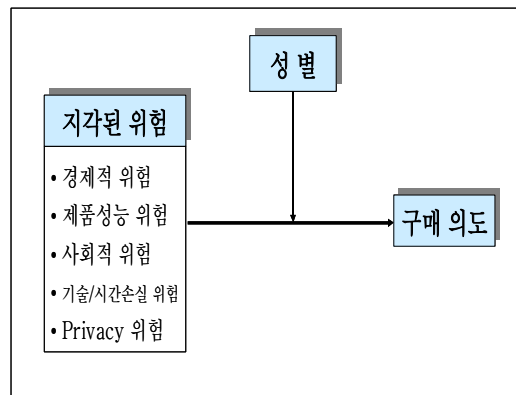 성 별
지각된 위험
• 경제적 위험
• 제품성능 위험
• 사회적 위험
• 기술/시간손실 위험
• Privacy 위험
구매 의도